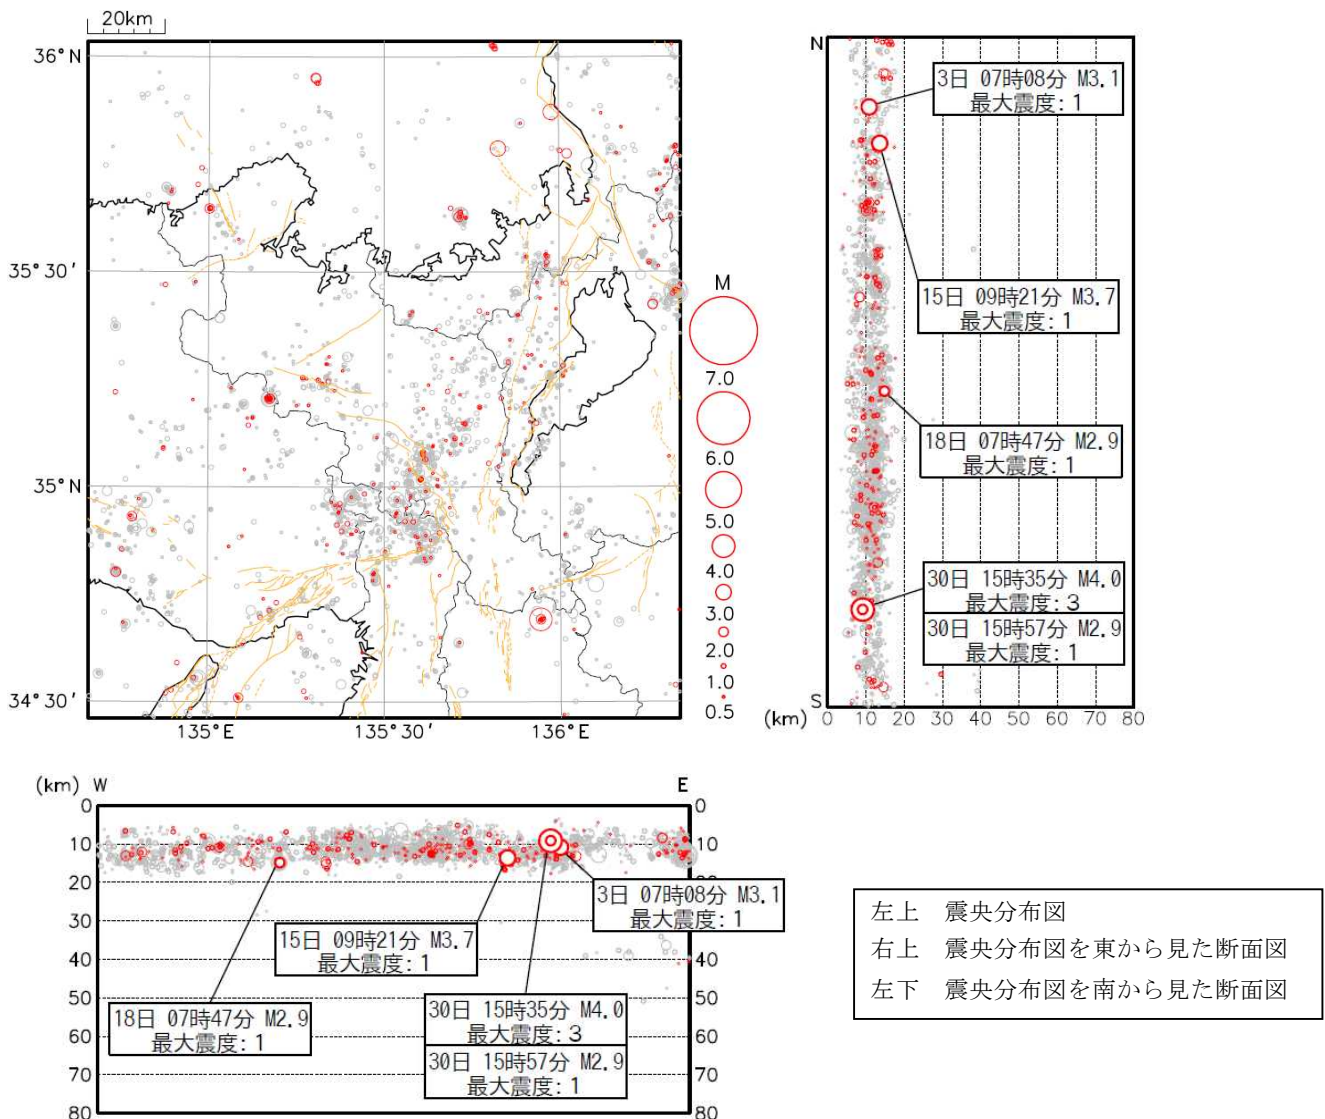 20km
36°N
35°30′
35°N
34°30′
135°E
135°30′
136°E
M
7.0
6.0
5.0
4.0
3.0
2.0
1.0
0.5
N
3日 07時08分 M3.1
最大震度: 1
15日 09時21分 M3.7
最大震度: 1
18日 07時47分 M2.9
最大震度: 1
30日 15時35分 M4.0
最大震度: 3
30日 15時57分 M2.9
最大震度: 1
S
(km)
0 10 20 30 40 50 60 70 80
(km) W
E
0
10
20
30
40
50
60
70
80
0
10
20
30
40
50
60
70
80
3日 07時08分 M3.1
最大震度: 1
15日 09時21分 M3.7
最大震度: 1
18日 07時47分 M2.9
最大震度: 1
30日 15時35分 M4.0
最大震度: 3
30日 15時57分 M2.9
最大震度: 1
左上 震央分布図
右上 震央分布図を東から見た断面図
左下 震央分布図を南から見た断面図